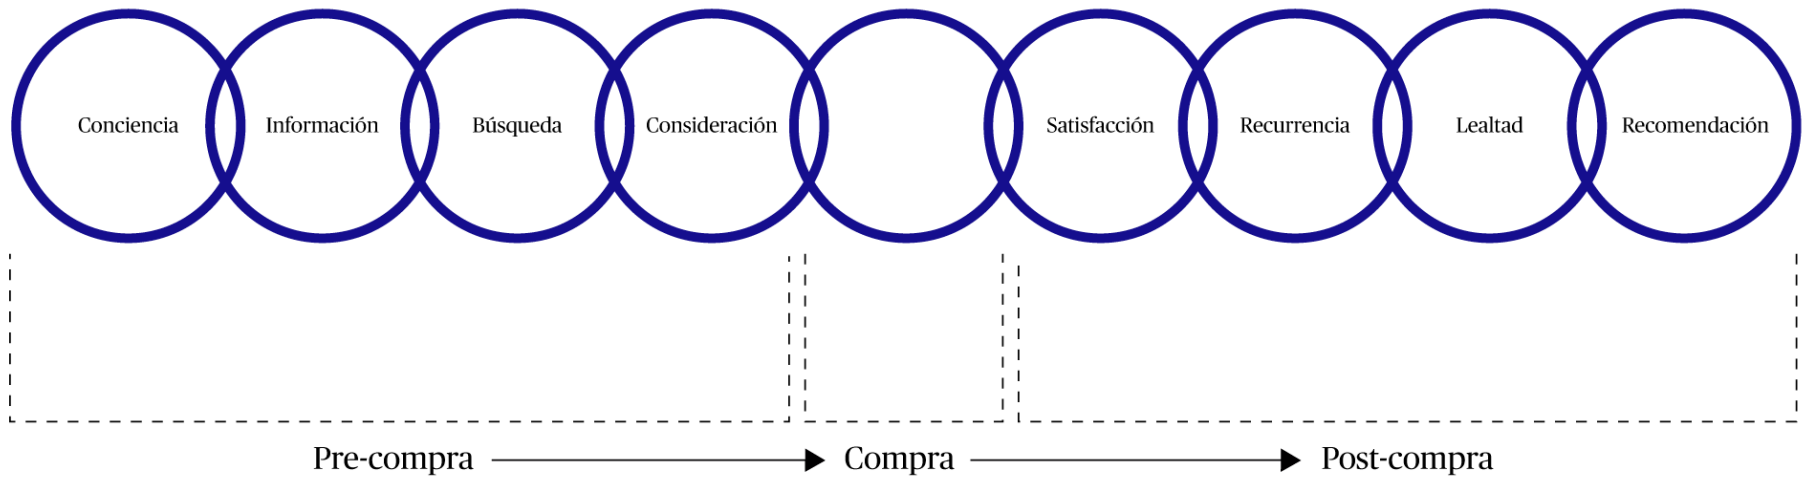 Conciencia
Información
Búsqueda
Consideración
Satisfacción
Recurrencia
Lealtad
Recomendación
Pre-compra
Compra
Post-compra